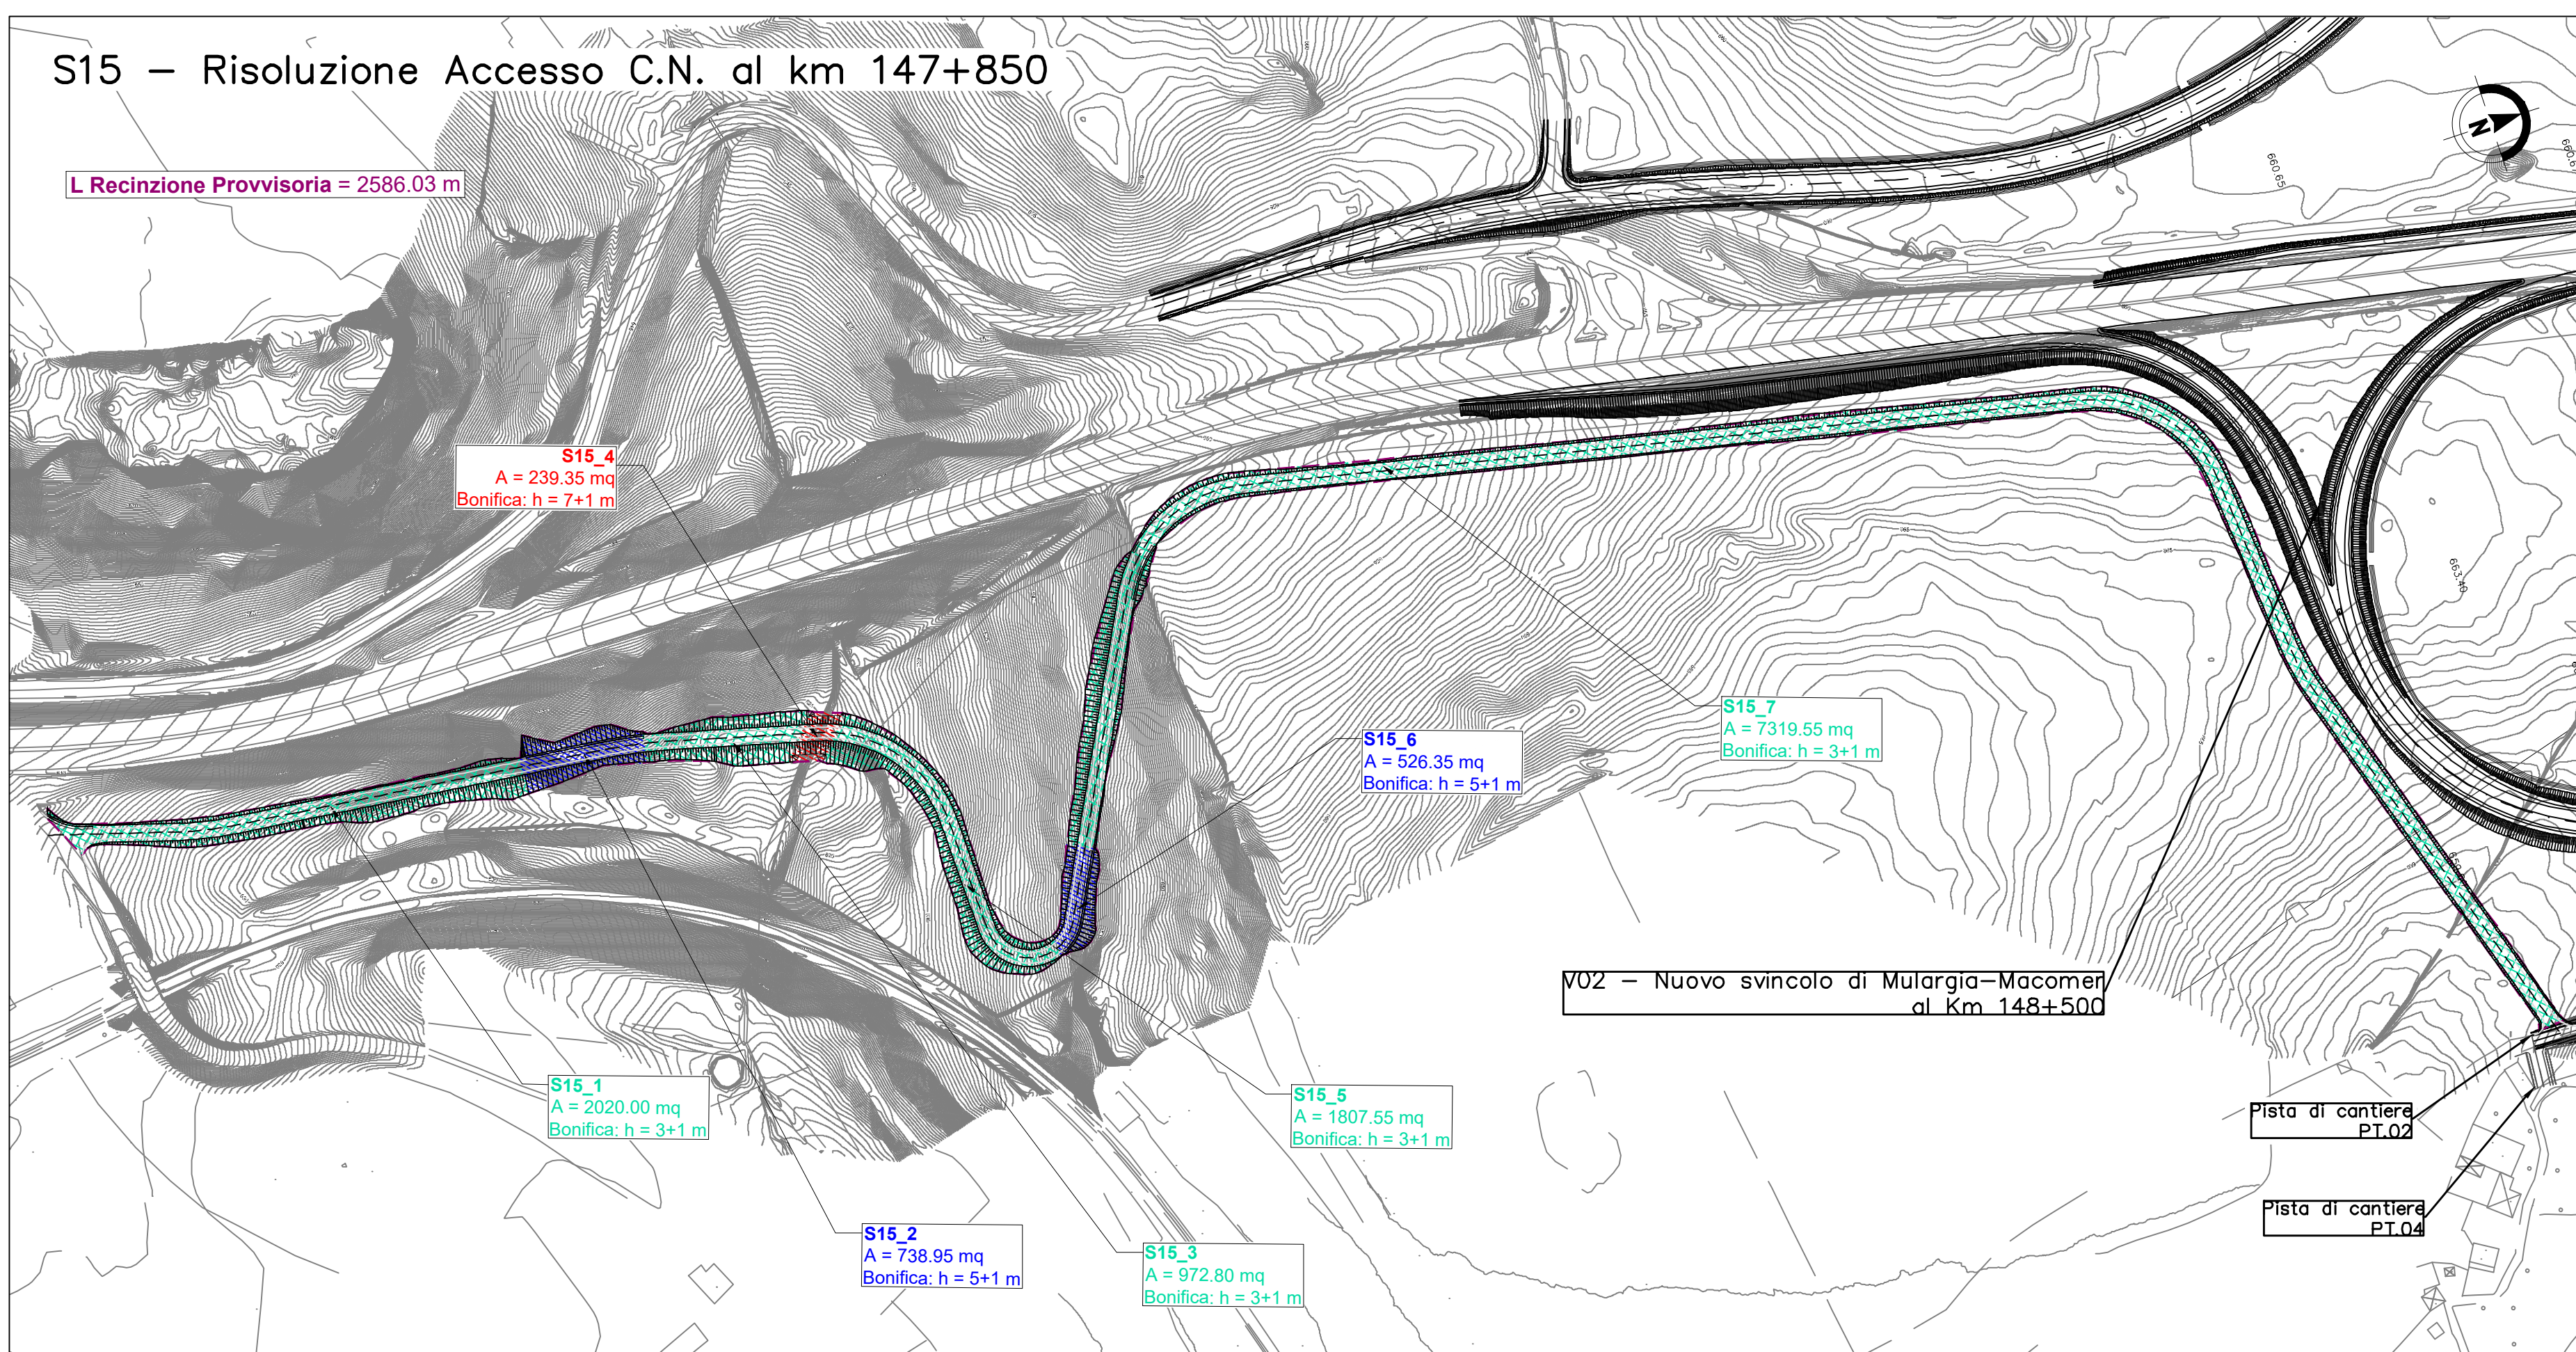 S15 – Risoluzione Accesso C.N. al km 147+850
L Recinzione Provvisoria = 2586.03 m
N
660.65
S15_4
A = 239.35 mq
Bonifica: h = 7+1 m
663.40
S15_7
A = 7319.55 mq
Bonifica: h = 3+1 m
S15_6
A = 526.35 mq
Bonifica: h = 5+1 m
V02 – Nuovo svincolo di Mulargia–Macomer
al Km 148+500
S15_1
A = 2020.00 mq
Bonifica: h = 3+1 m
S15_5
A = 1807.55 mq
Bonifica: h = 3+1 m
Pista di cantiere
PT.02
Pista di cantiere
PT.04
S15_2
A = 738.95 mq
Bonifica: h = 5+1 m
S15_3
A = 972.80 mq
Bonifica: h = 3+1 m